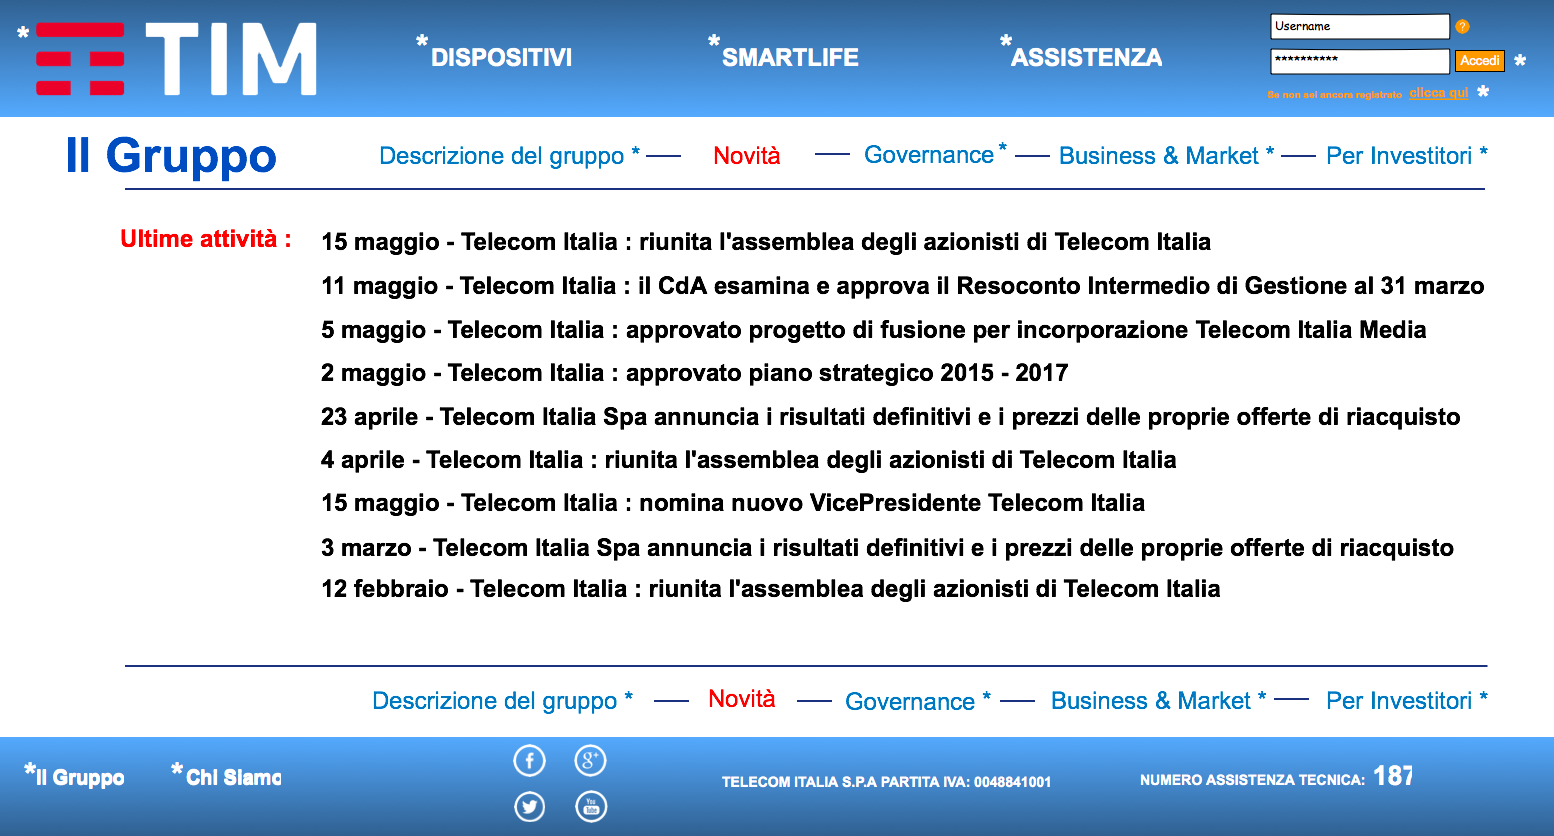 * TIM
*DISPOSITIVI
*SMARTLIFE
*ASSISTENZA
Username ?
********** Accedi *
Se non sei ancora registrato clicca qui *
Il Gruppo
Descrizione del gruppo * — Novità — Governance * — Business & Market * — Per Investitori *
Ultime attività :
15 maggio - Telecom Italia : riunita l'assemblea degli azionisti di Telecom Italia
11 maggio - Telecom Italia : il CdA esamina e approva il Resoconto Intermedio di Gestione al 31 marzo
5 maggio - Telecom Italia : approvato progetto di fusione per incorporazione Telecom Italia Media
2 maggio - Telecom Italia : approvato piano strategico 2015 - 2017
23 aprile - Telecom Italia Spa annuncia i risultati definitivi e i prezzi delle proprie offerte di riacquisto
4 aprile - Telecom Italia : riunita l'assemblea degli azionisti di Telecom Italia
15 maggio - Telecom Italia : nomina nuovo VicePresidente Telecom Italia
3 marzo - Telecom Italia Spa annuncia i risultati definitivi e i prezzi delle proprie offerte di riacquisto
12 febbraio - Telecom Italia : riunita l'assemblea degli azionisti di Telecom Italia
Descrizione del gruppo * — Novità — Governance * — Business & Market * — Per Investitori *
*Il Gruppo
*Chi Siamo
f g+
You Tube
TELECOM ITALIA S.P.A PARTITA IVA: 0048841001
NUMERO ASSISTENZA TECNICA: 187